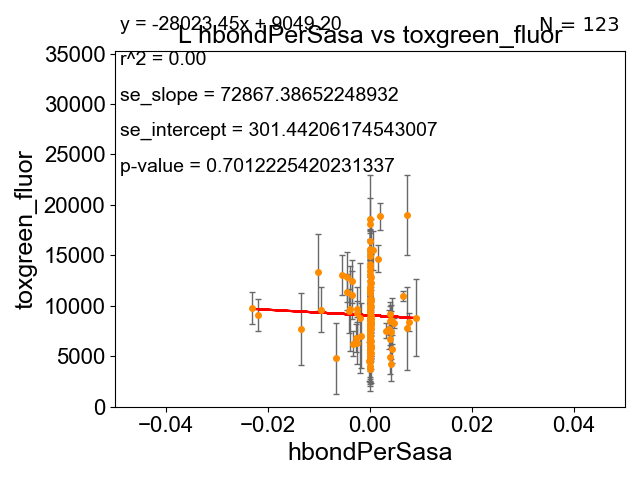 y = -28023.45x + 9049.20
N = 123
L hbondPerSasa vs toxgreen_fluor
r^2 = 0.00
se_slope = 72867.38652248932
se_intercept = 301.44206174543007
p-value = 0.7012225420231337
35000
30000
25000
20000
15000
10000
5000
0
toxgreen_fluor
−0.04
−0.02
0.00
0.02
0.04
hbondPerSasa